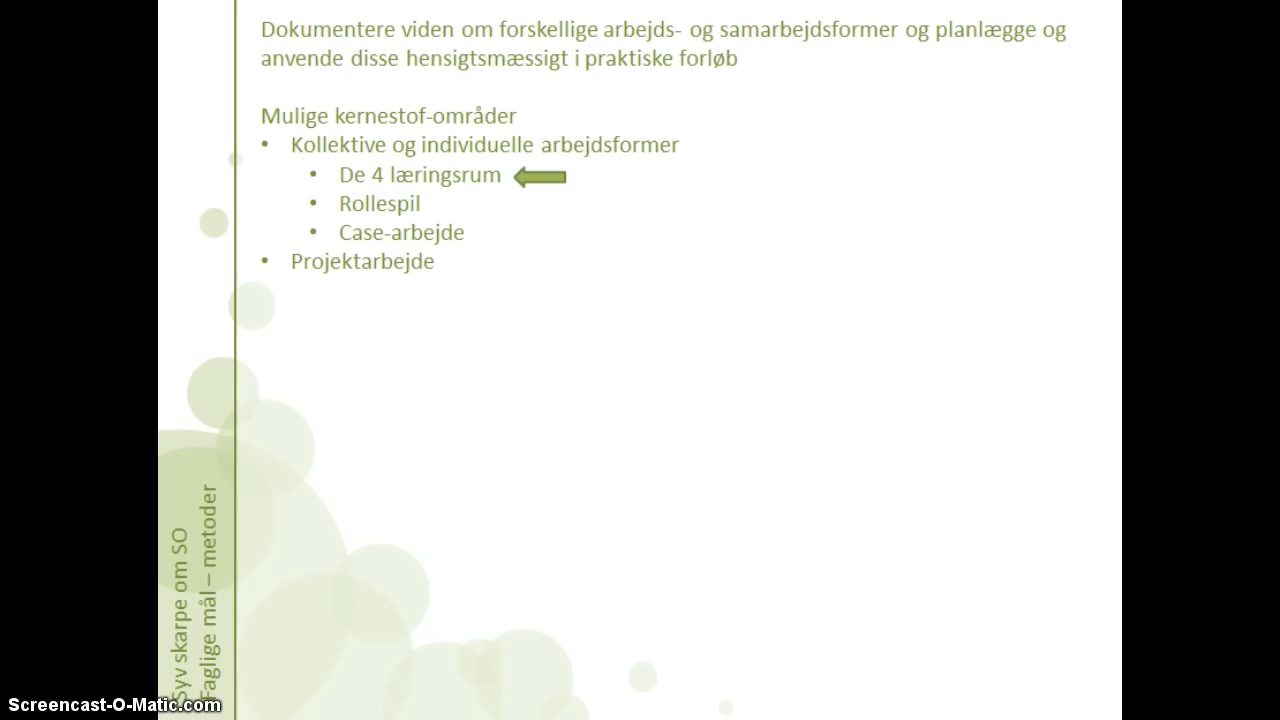 Dokumentere viden om forskellige arbejds- og samarbejdsformer og planlægge og
anvende disse hensigtsmæssigt i praktiske forløb
Mulige kernestof-områder
• Kollektive og individuelle arbejdsformer
• De 4 læringsrum
• Rollespil
• Case-arbejde
• Projektarbejde
Syv skarpe om SO
Faglige mål – metoder
Screencast-O-Matic.com